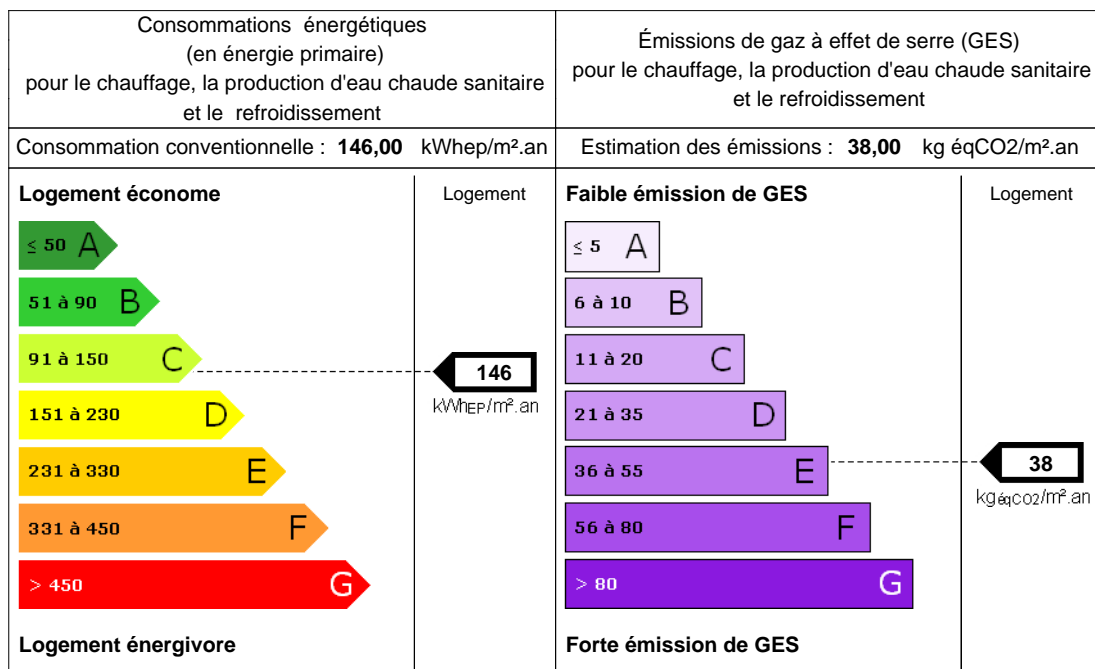 Consommations énergétiques
(en énergie primaire)
pour le chauffage, la production d'eau chaude sanitaire
et le refroidissement
Émissions de gaz à effet de serre (GES)
pour le chauffage, la production d'eau chaude sanitaire
et le refroidissement
Consommation conventionnelle : 146,00 kWhep/m².an
Estimation des émissions : 38,00 kg éqCO2/m².an
Logement économe
Logement
≤ 50 A
51 à 90 B
91 à 150 C
151 à 230 D
231 à 330 E
331 à 450 F
> 450 G
146
kWhEP/m².an
Logement énergivore
Faible émission de GES
Logement
≤ 5 A
6 à 10 B
11 à 20 C
21 à 35 D
36 à 55 E
56 à 80 F
> 80 G
38
kgéqCO2/m².an
Forte émission de GES